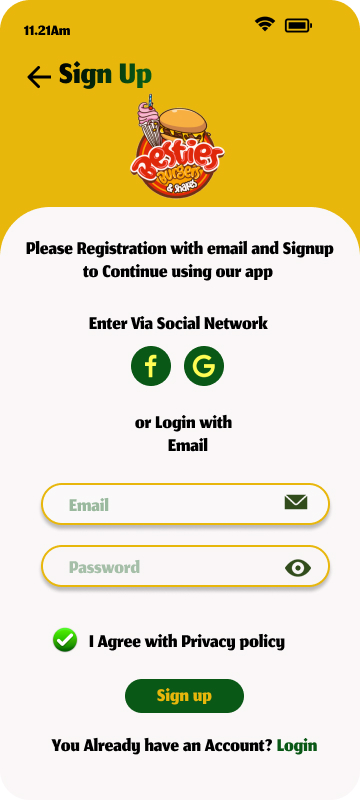 11.21Am
Sign Up
Besties
Burgers
& Shakes
Please Registration with email and Signup
to Continue using our app
Enter Via Social Network
f G
or Login with
Email
Email
Password
I Agree with Privacy policy
Sign up
You Already have an Account? Login